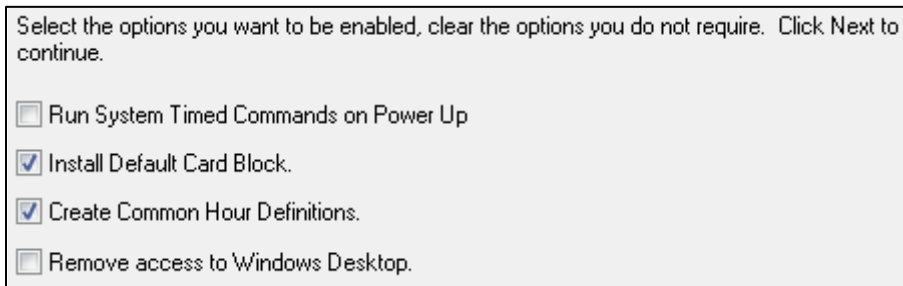 Select the options you want to be enabled, clear the options you do not require.  Click Next to
continue.
Run System Timed Commands on Power Up
Install Default Card Block.
Create Common Hour Definitions.
Remove access to Windows Desktop.